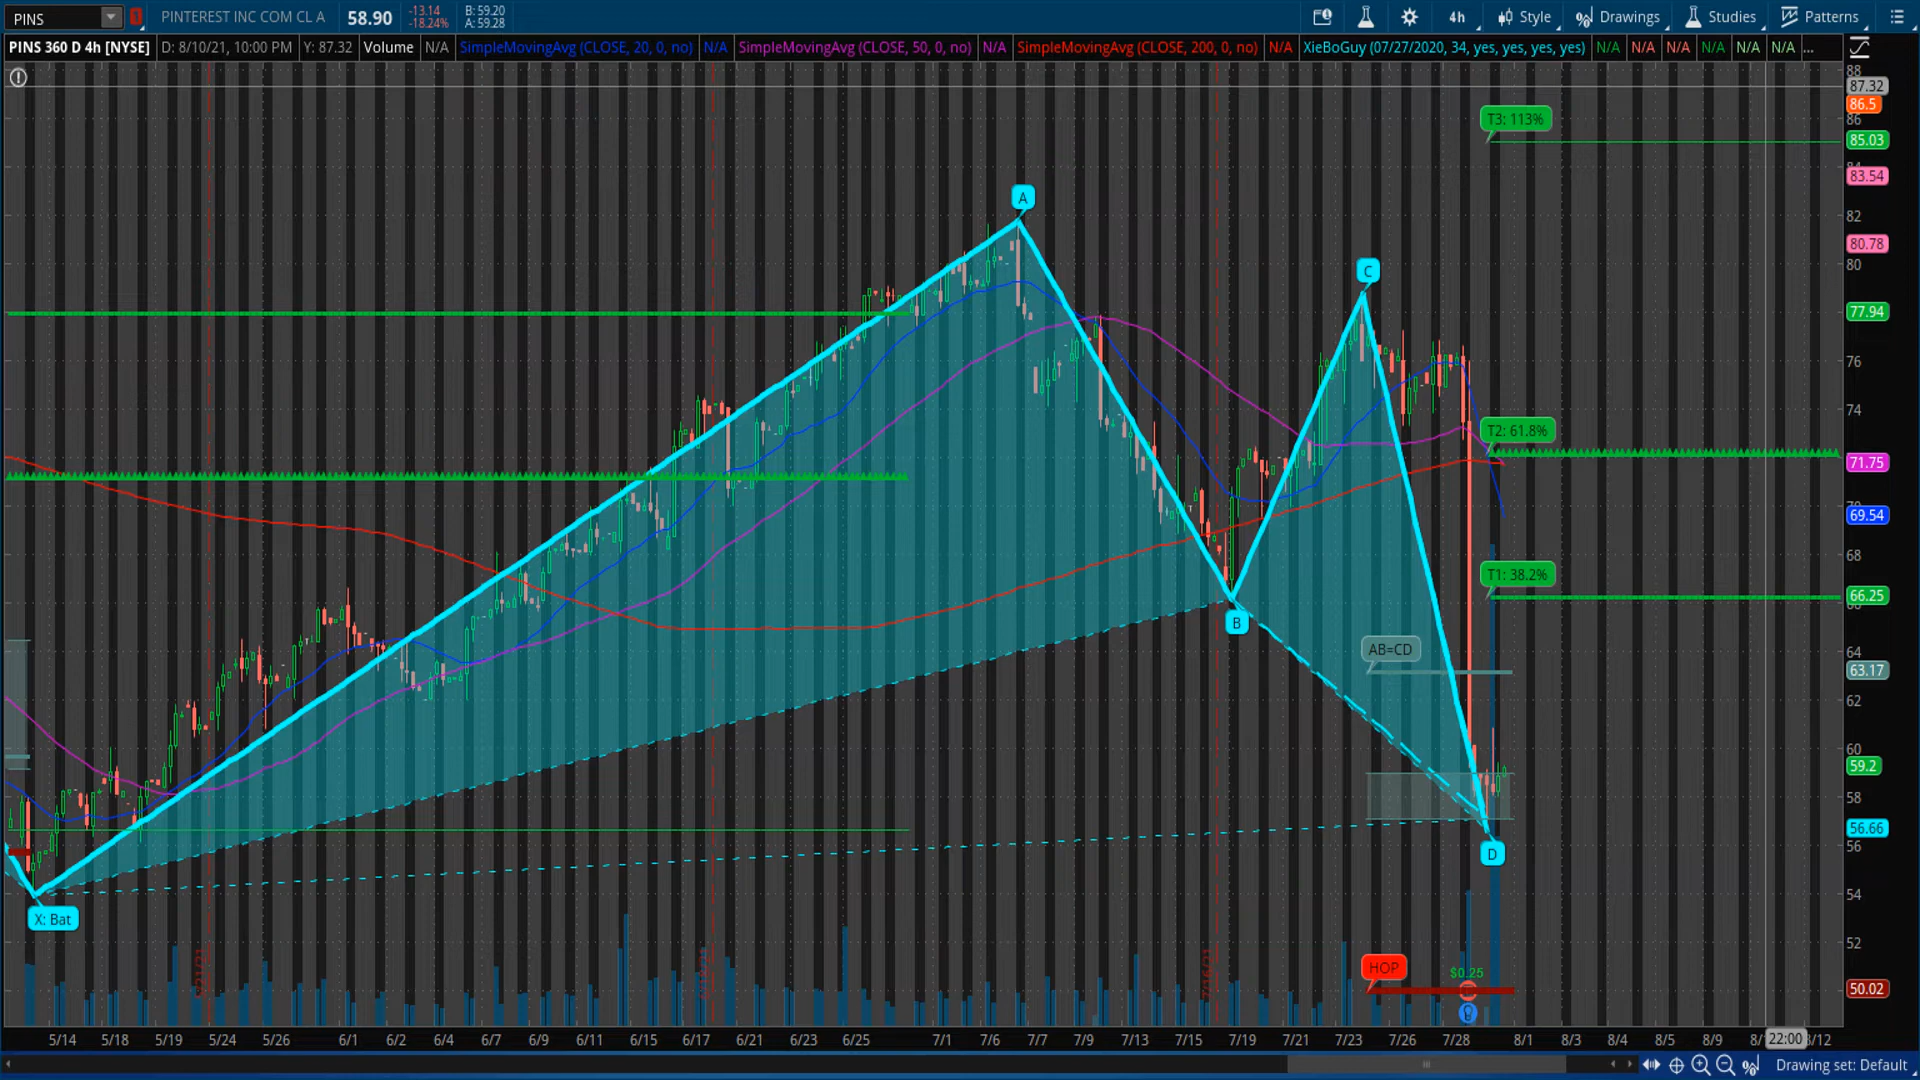 PINS
1
PINTEREST INC COM CL A
58.90
-13.14
-18.24%
B: 59.20
A: 59.28
4h
Style
Drawings
Studies
Patterns
PINS 360 D 4h [NYSE]
D: 8/10/21, 10:00 PM
Y: 87.32
Volume
N/A
SimpleMovingAvg (CLOSE, 20, 0, no)
N/A
SimpleMovingAvg (CLOSE, 50, 0, no)
N/A
SimpleMovingAvg (CLOSE, 200, 0, no)
N/A
XieBoGuy (07/27/2020, 34, yes, yes, yes, yes)
N/A
N/A
N/A
N/A
N/A
N/A
...
88
87.32
86.5
86
85.03
84
83.54
82
80.78
80
77.94
76
74
71.75
70
69.54
68
66.25
66
64
63.17
62
60
59.2
58
56.66
56
54
52
50.02
T3: 113%
A
C
T2: 61.8%
T1: 38.2%
B
AB=CD
D
X: Bat
HOP
$0.25
5/14
5/18
5/19
5/24
5/26
6/1
6/2
6/4
6/7
6/9
6/11
6/15
6/17
6/21
6/23
6/25
7/1
7/6
7/7
7/9
7/13
7/15
7/19
7/21
7/23
7/26
7/28
8/1
8/3
8/4
8/5
8/9
8/
22:00
8/12
Drawing set: Default